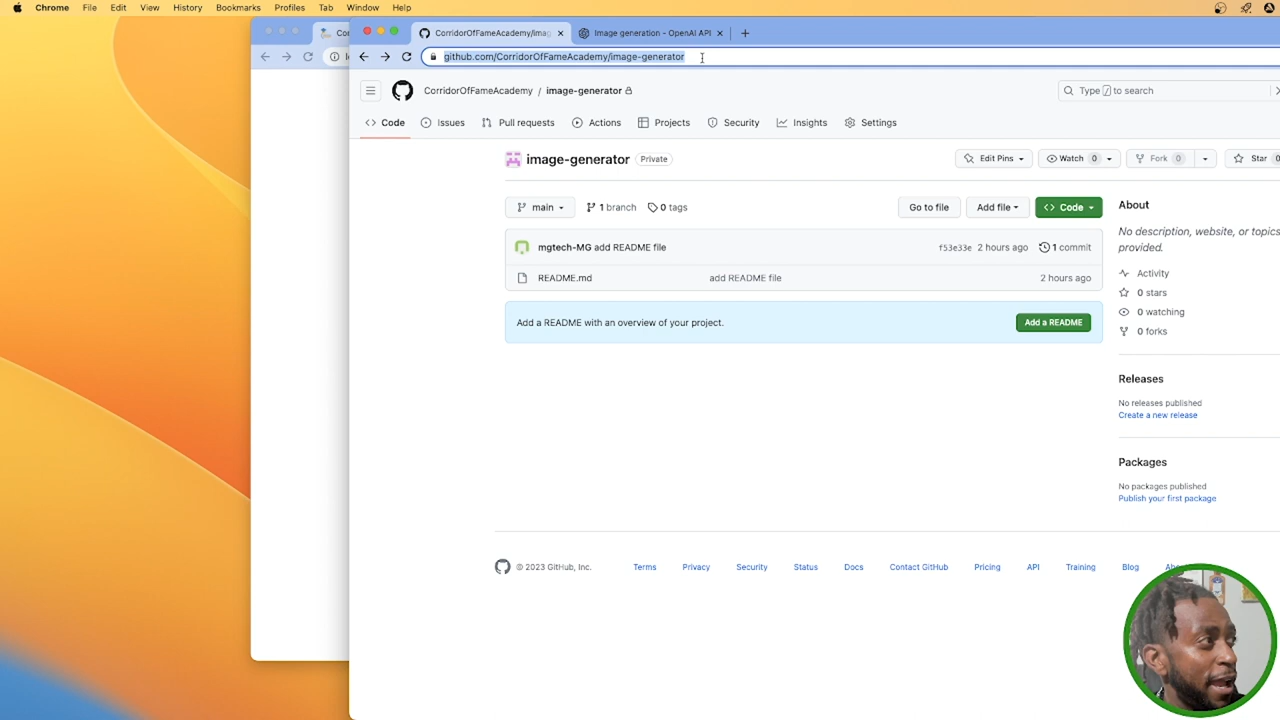 Chrome File Edit View History Bookmarks Profiles Tab Window Help
CorridorOfFameAcademy/imag Image generation - OpenAI API
github.com/CorridorOfFameAcademy/image-generator
CorridorOfFameAcademy / image-generator
Type / to search
Code Issues Pull requests Actions Projects Security Insights Settings
image-generator Private
Edit Pins Watch 0 Fork 0 Star
main 1 branch 0 tags
Go to file Add file Code
About
No description, website, or topics
provided.
mgtech-MG add README file f53e33e 2 hours ago 1 commit
README.md add README file 2 hours ago
Activity
0 stars
0 watching
0 forks
Add a README with an overview of your project. Add a README
Releases
No releases published
Create a new release
Packages
No packages published
Publish your first package
© 2023 GitHub, Inc. Terms Privacy Security Status Docs Contact GitHub Pricing API Training Blog